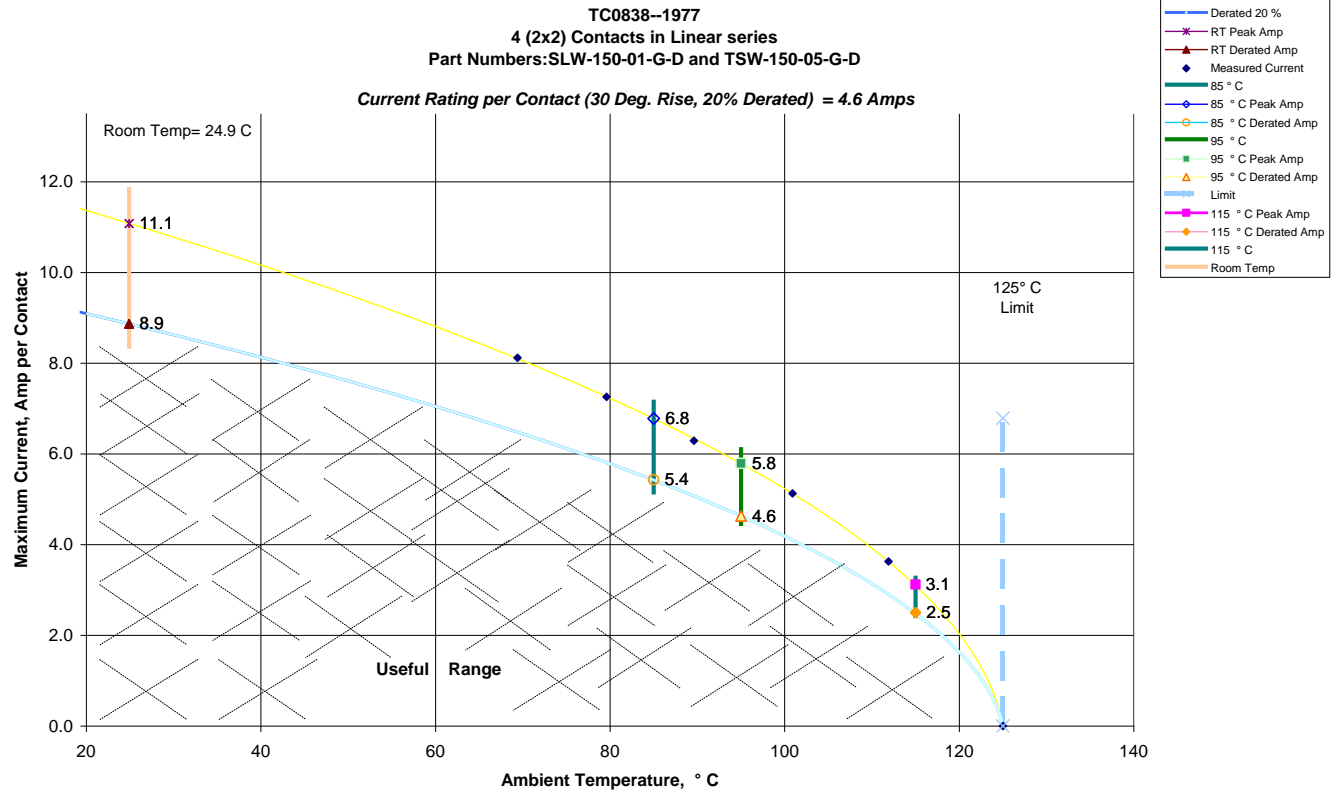 TC0838--1977
4 (2x2) Contacts in Linear series
Part Numbers:SLW-150-01-G-D and TSW-150-05-G-D
Current Rating per Contact (30 Deg. Rise, 20% Derated) = 4.6 Amps
Derated 20 %
RT Peak Amp
RT Derated Amp
Measured Current
85 ° C
85 ° C Peak Amp
85 ° C Derated Amp
95 ° C
95 ° C Peak Amp
95 ° C Derated Amp
Limit
115 ° C Peak Amp
115 ° C Derated Amp
115 ° C
Room Temp
Room Temp= 24.9 C
Maximum Current, Amp per Contact
12.0
10.0
8.0
6.0
4.0
2.0
0.0
11.1
8.9
6.8
5.4
5.8
4.6
3.1
2.5
125° C
Limit
Useful Range
20
40
60
80
100
120
140
Ambient Temperature, ° C